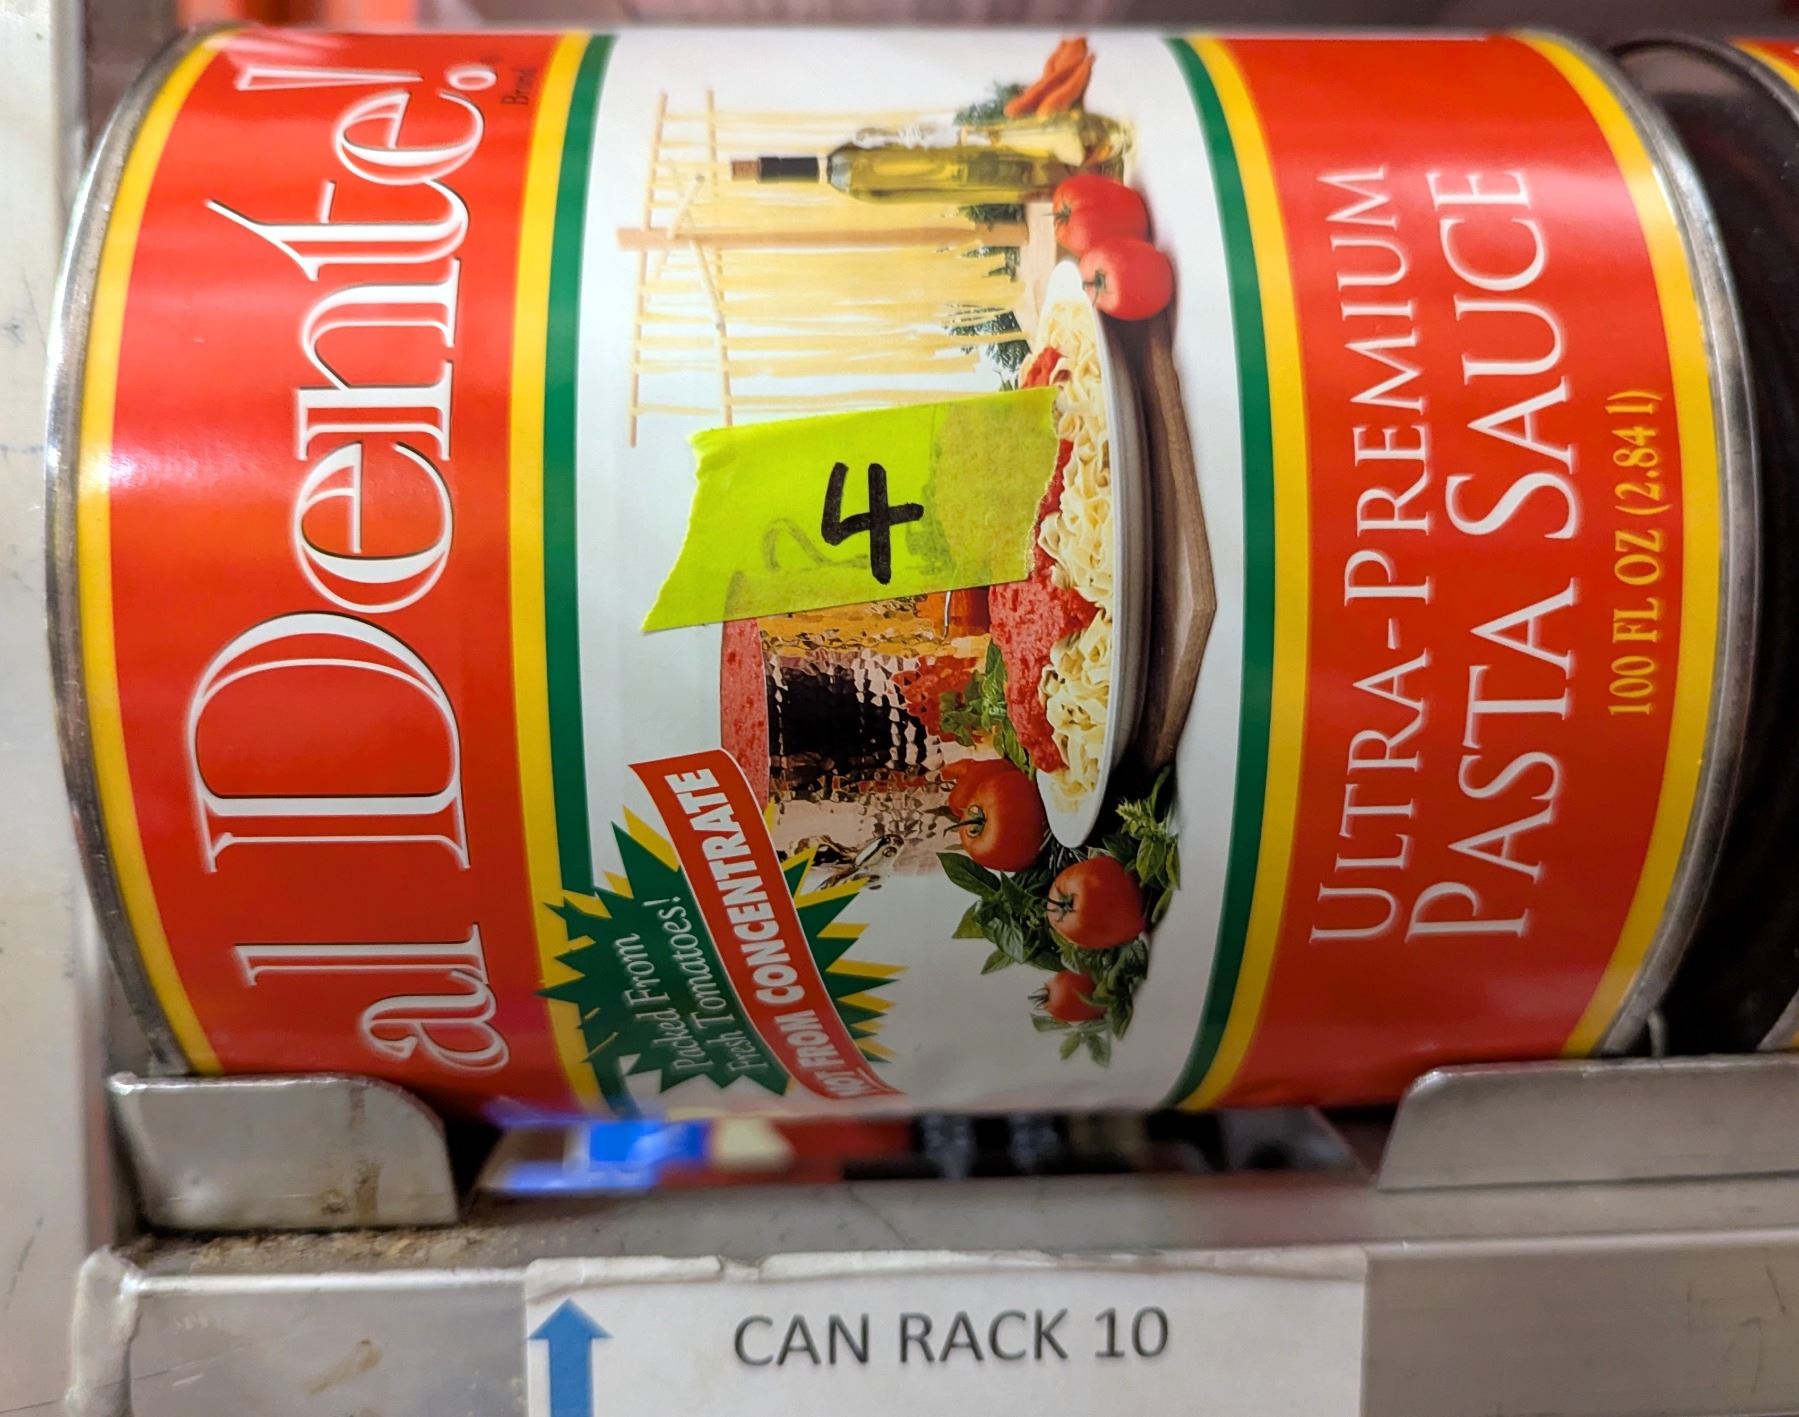 al Dente!®
Brand
4
Packed From
Fresh Tomatoes!
NOT FROM CONCENTRATE
ULTRA-PREMIUM
PASTA SAUCE
100 FL OZ (2.84 l)
CAN RACK 10